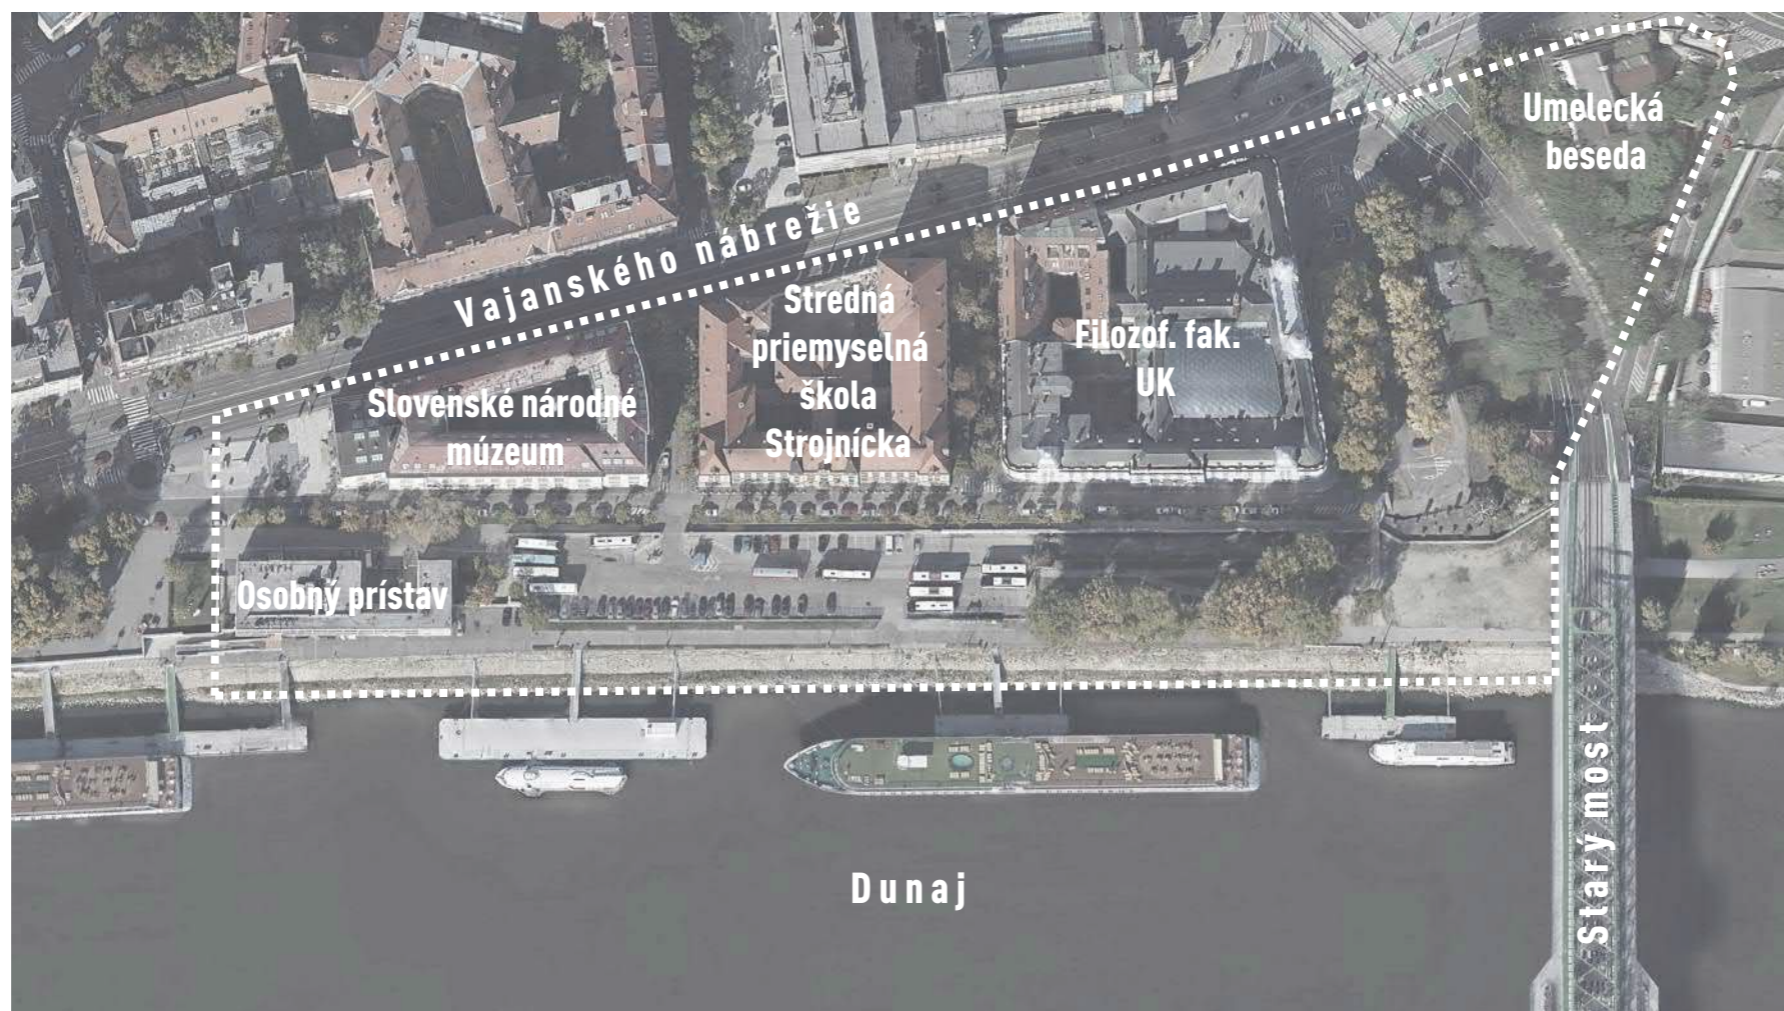 Umelecká
beseda
Vajanského nábrežie
Stredná
priemyselná
škola
Strojnícka
Filozof. fak.
UK
Slovenské národné
múzeum
Osobný prístav
Dunaj
Starý most